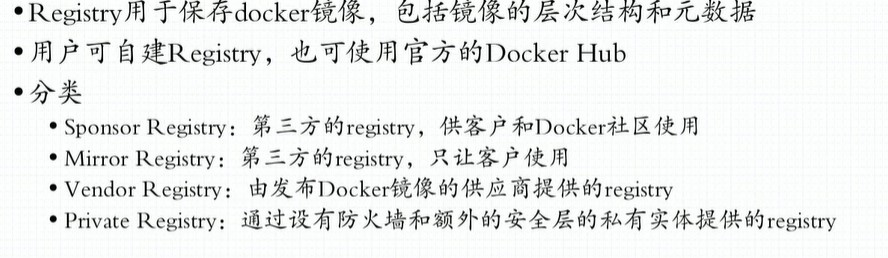 •Registry用于保存docker镜像，包括镜像的层次结构和元数据
•用户可自建Registry，也可使用官方的Docker Hub
•分类
•Sponsor Registry：第三方的registry，供客户和Docker社区使用
•Mirror Registry：第三方的registry，只让客户使用
•Vendor Registry：由发布Docker镜像的供应商提供的registry
•Private Registry：通过设有防火墙和额外的安全层的私有实体提供的registry